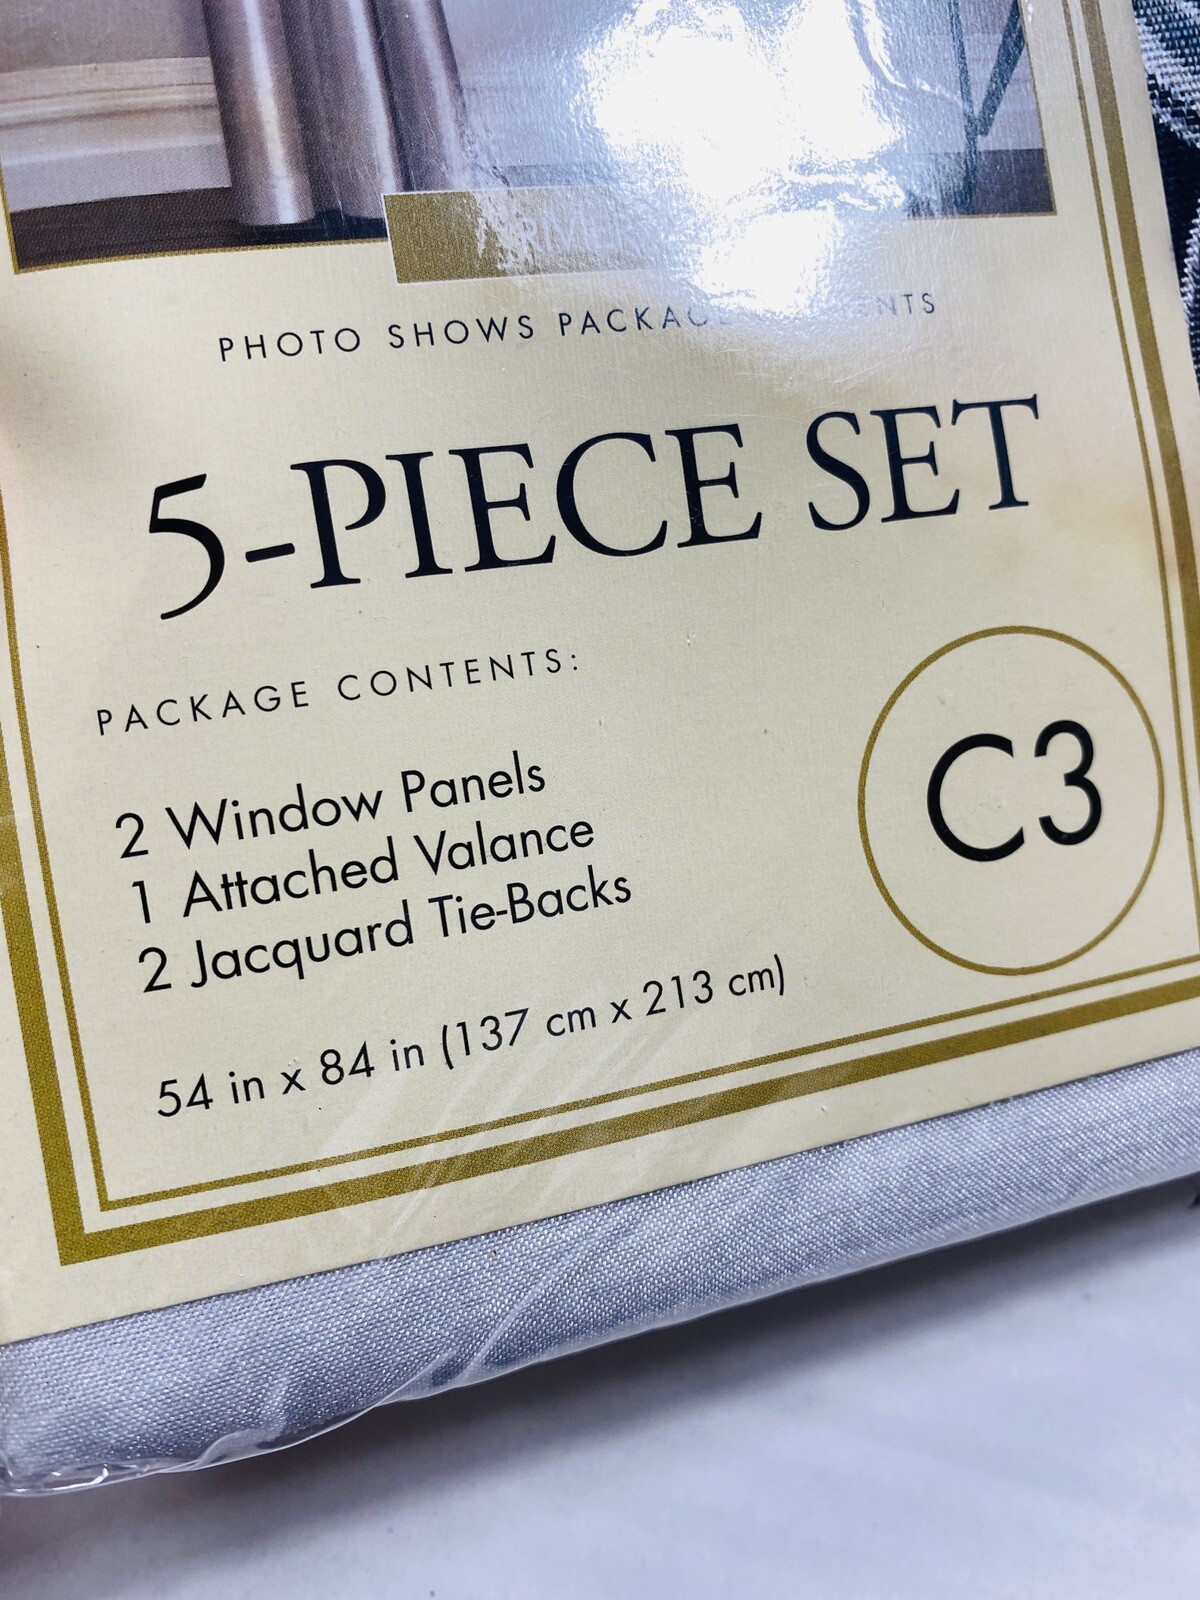 PHOTO SHOWS
5-PIECE SET
PACKAGE CONTENTS:
2 Window Panels
1 Attached Valance
2 Jacquard Tie-Backs
54 in x 84 in (137 cm x 213 cm)
C3